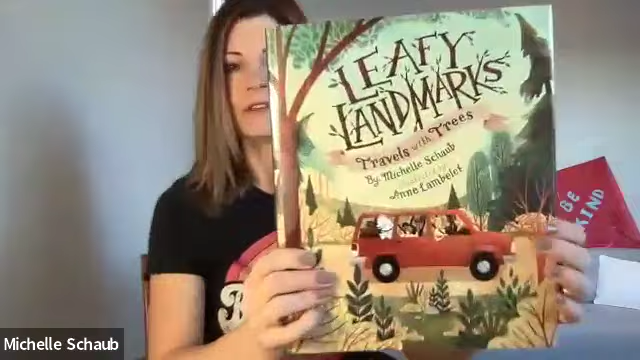 LEAFY
LANDMARKS
Travels with Trees
By Michelle Schaub
Anne Lambelet
BE
KIND
Michelle Schaub